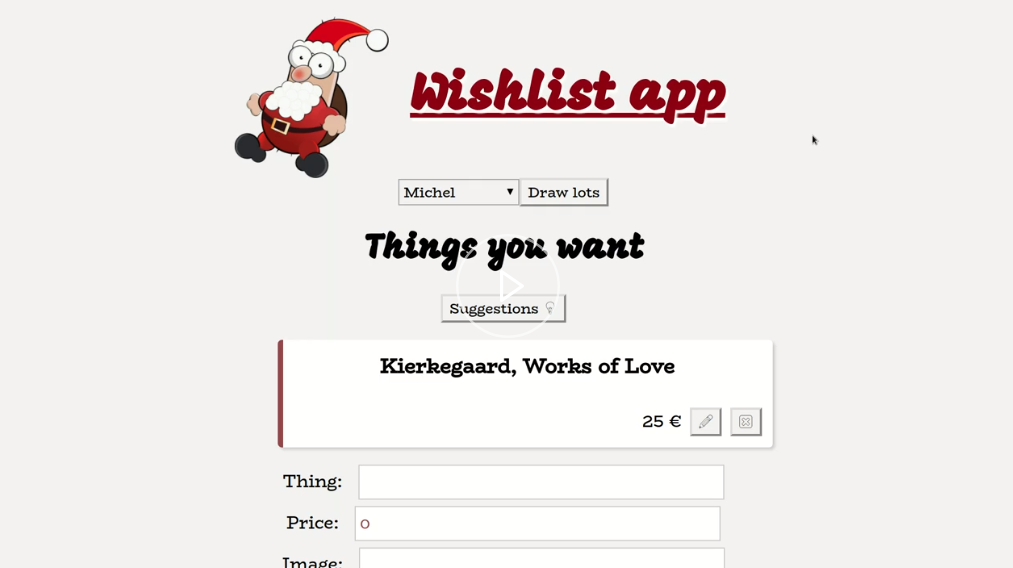 Wishlist app
Michel
Draw lots
Things you want
Suggestions
Kierkegaard, Works of Love
25 €
Thing:
Price:
0
Image: